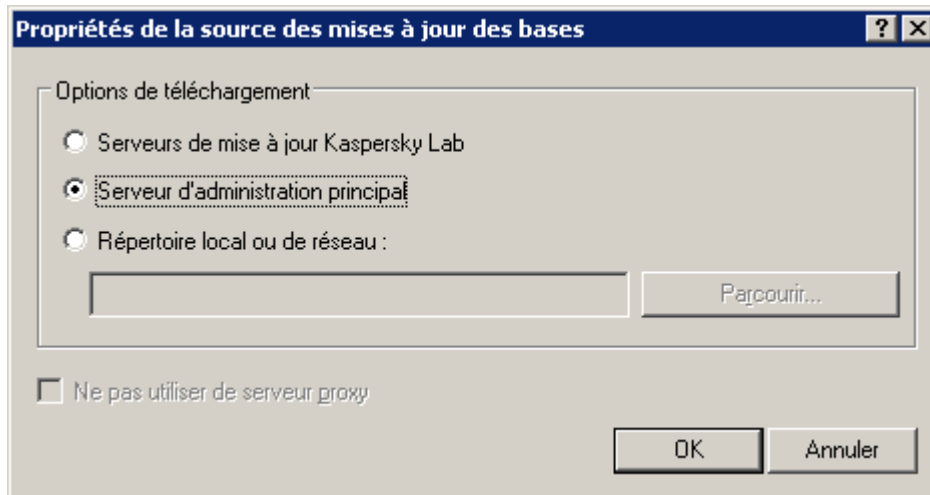 Propriétés de la source des mises à jour des bases
Options de téléchargement
Serveurs de mise à jour Kaspersky Lab
Serveur d'administration principal
Répertoire local ou de réseau :
Parcourir...
Ne pas utiliser de serveur proxy
OK Annuler